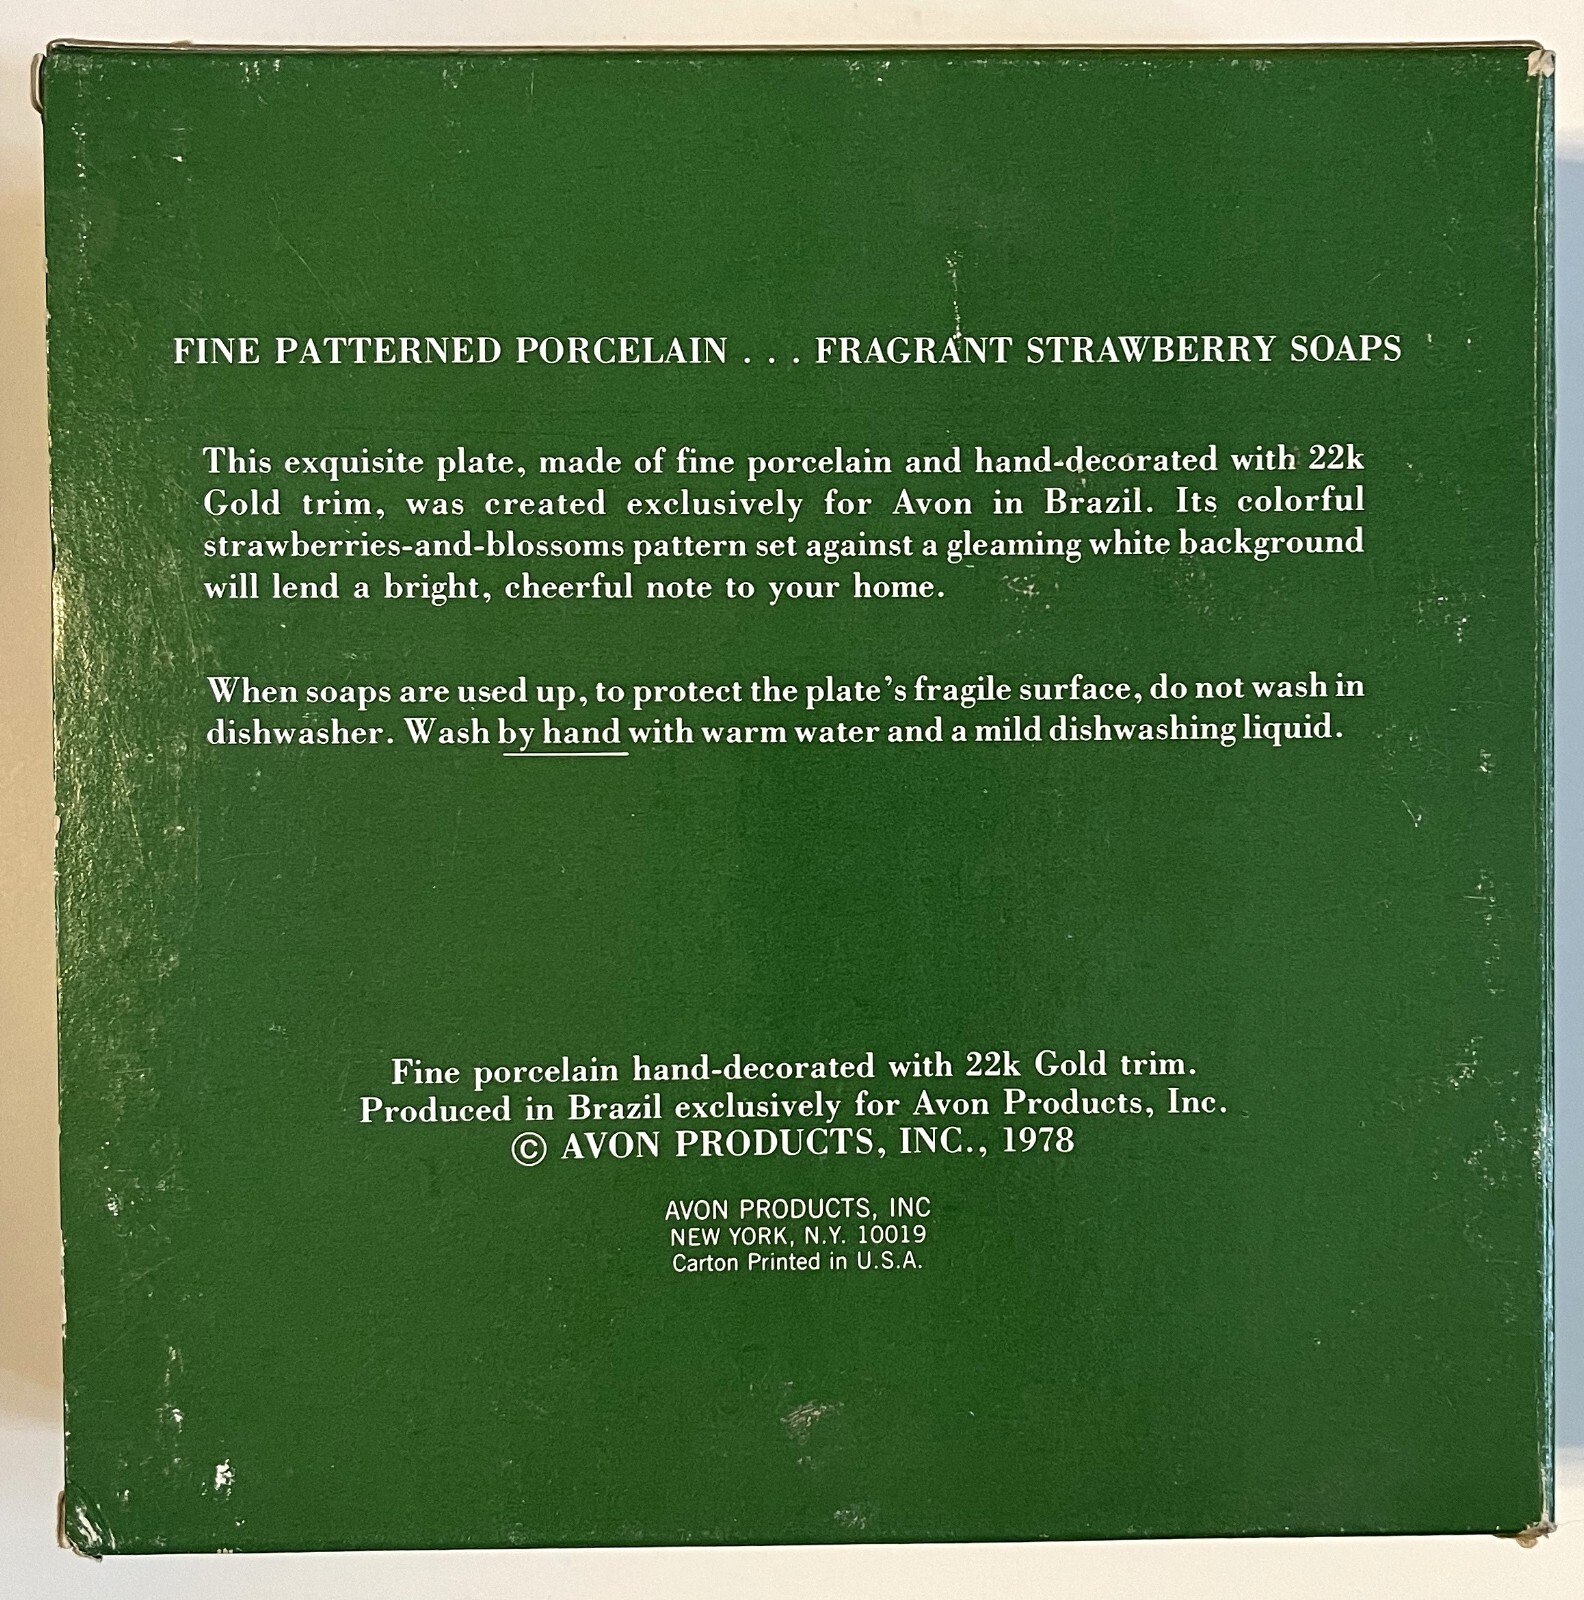 FINE PATTERNED PORCELAIN . . . FRAGRANT STRAWBERRY SOAPS
This exquisite plate, made of fine porcelain and hand-decorated with 22k
Gold trim, was created exclusively for Avon in Brazil. Its colorful
strawberries-and-blossoms pattern set against a gleaming white background
will lend a bright, cheerful note to your home.
When soaps are used up, to protect the plate's fragile surface, do not wash in
dishwasher. Wash by hand with warm water and a mild dishwashing liquid.
Fine porcelain hand-decorated with 22k Gold trim.
Produced in Brazil exclusively for Avon Products, Inc.
© AVON PRODUCTS, INC., 1978
AVON PRODUCTS, INC
NEW YORK, N.Y. 10019
Carton Printed in U.S.A.